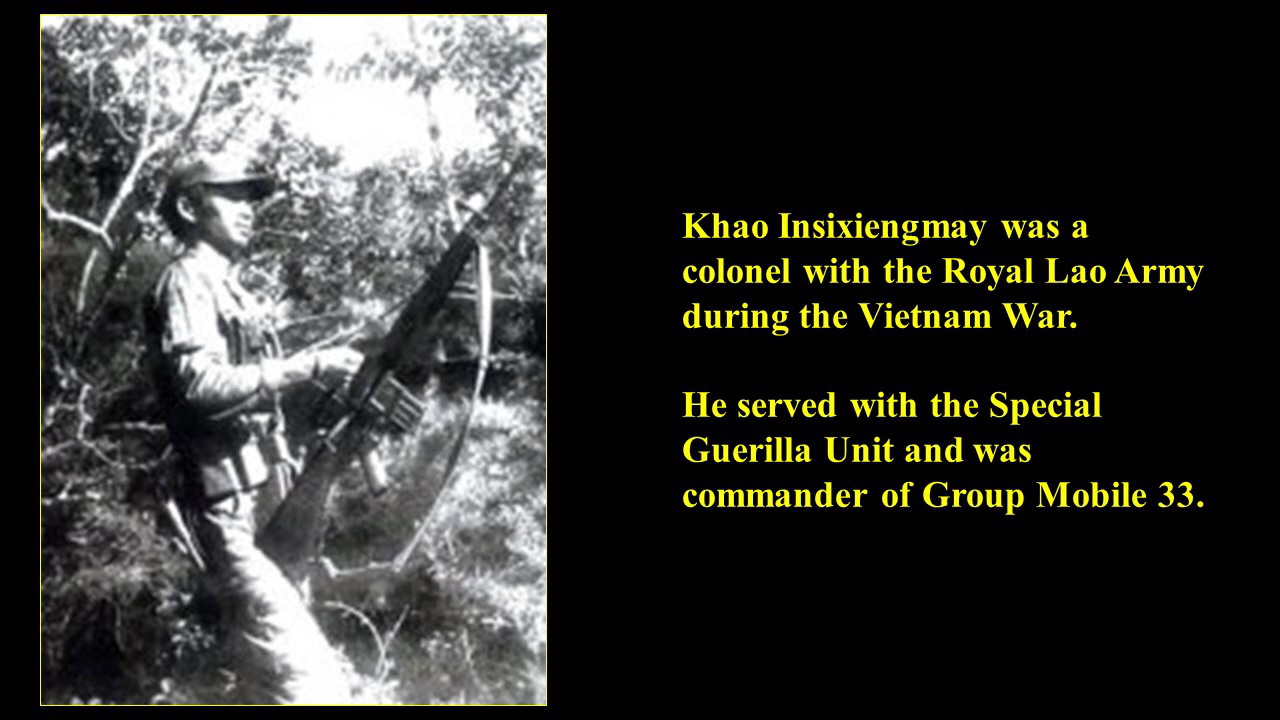 Khao Insixiengmay was a
colonel with the Royal Lao Army
during the Vietnam War.
He served with the Special
Guerilla Unit and was
commander of Group Mobile 33.